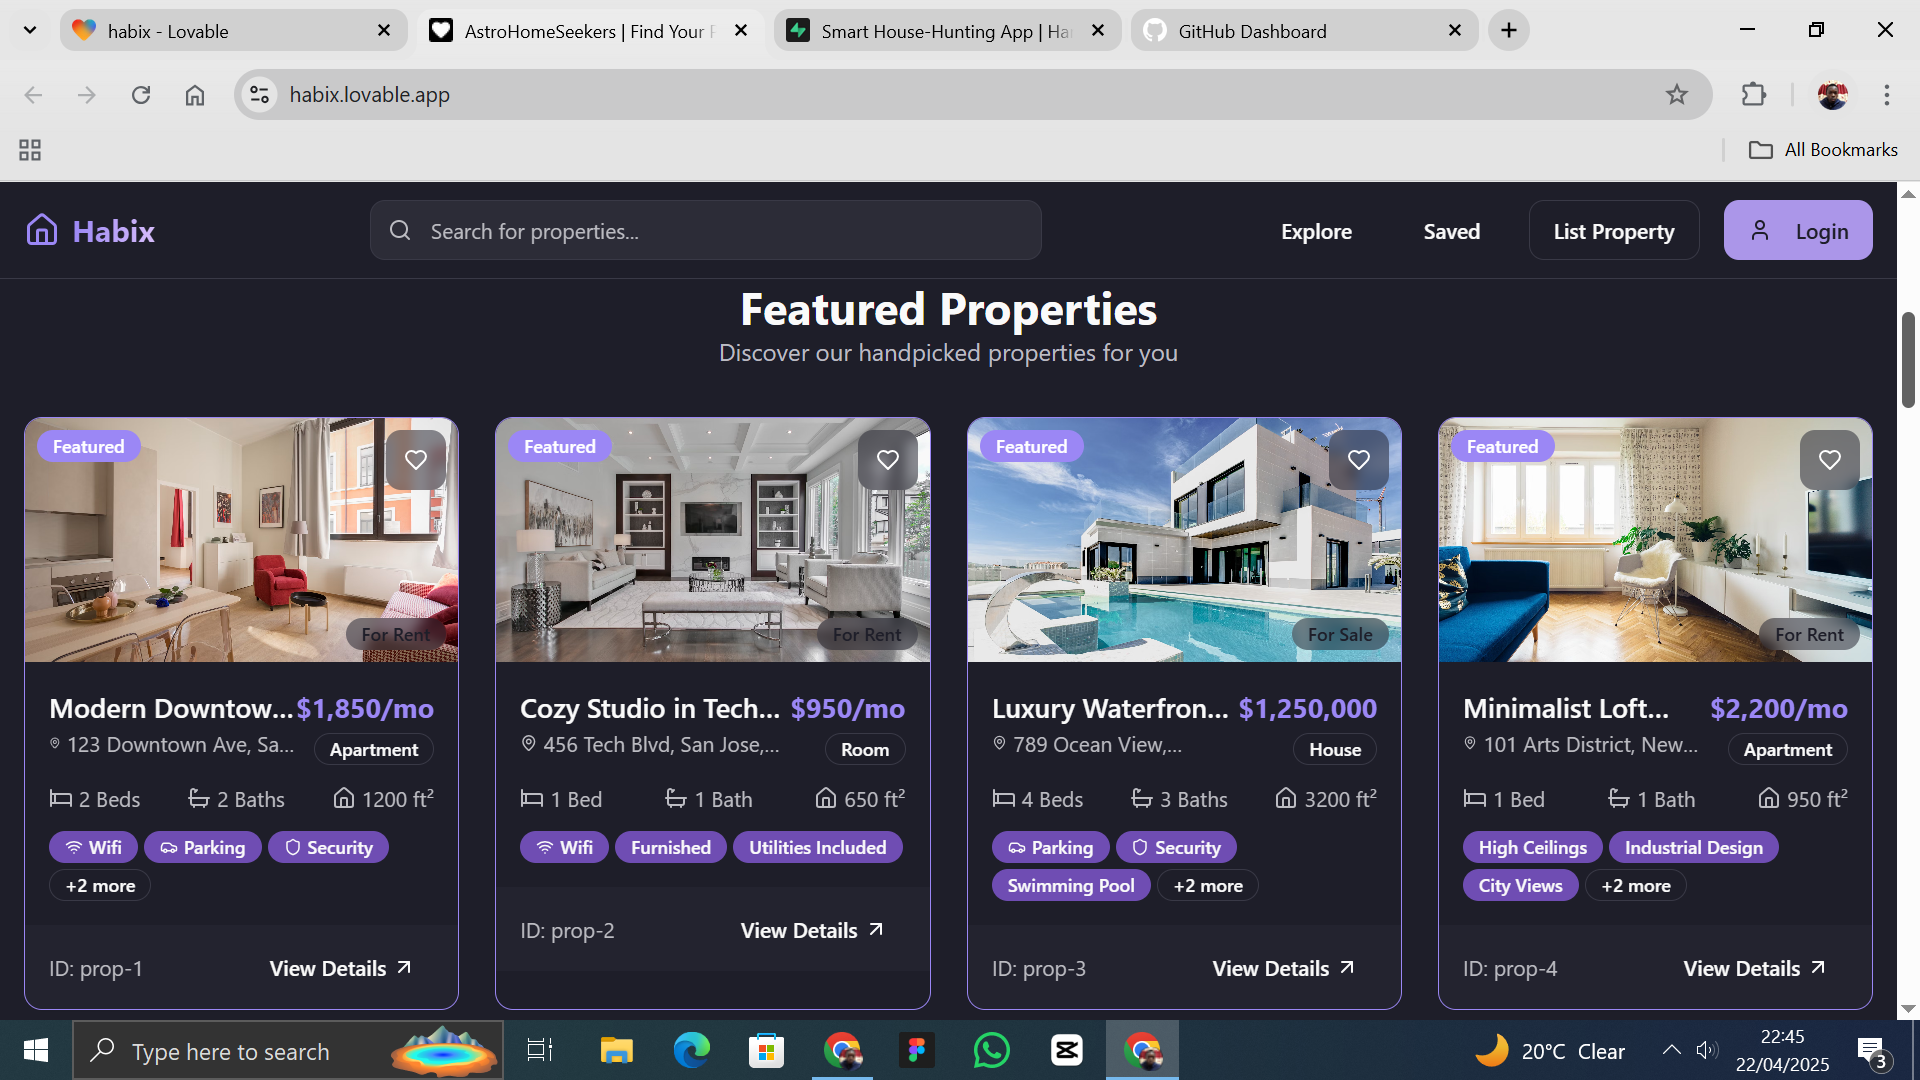 habix - Lovable
AstroHomeSeekers | Find Your P
Smart House-Hunting App | Ha
GitHub Dashboard
habix.lovable.app
All Bookmarks
Habix
Search for properties...
Explore
Saved
List Property
Login
Featured Properties
Discover our handpicked properties for you
Featured
For Rent
Modern Downtow... $1,850/mo
123 Downtown Ave, Sa... Apartment
2 Beds 2 Baths 1200 ft²
Wifi Parking Security
+2 more
ID: prop-1 View Details
Featured
For Rent
Cozy Studio in Tech... $950/mo
456 Tech Blvd, San Jose,... Room
1 Bed 1 Bath 650 ft²
Wifi Furnished Utilities Included
ID: prop-2 View Details
Featured
For Sale
Luxury Waterfron... $1,250,000
789 Ocean View,... House
4 Beds 3 Baths 3200 ft²
Parking Security
Swimming Pool +2 more
ID: prop-3 View Details
Featured
For Rent
Minimalist Loft... $2,200/mo
101 Arts District, New... Apartment
1 Bed 1 Bath 950 ft²
High Ceilings Industrial Design
City Views +2 more
ID: prop-4 View Details
Type here to search
20°C Clear
22:45
22/04/2025
3